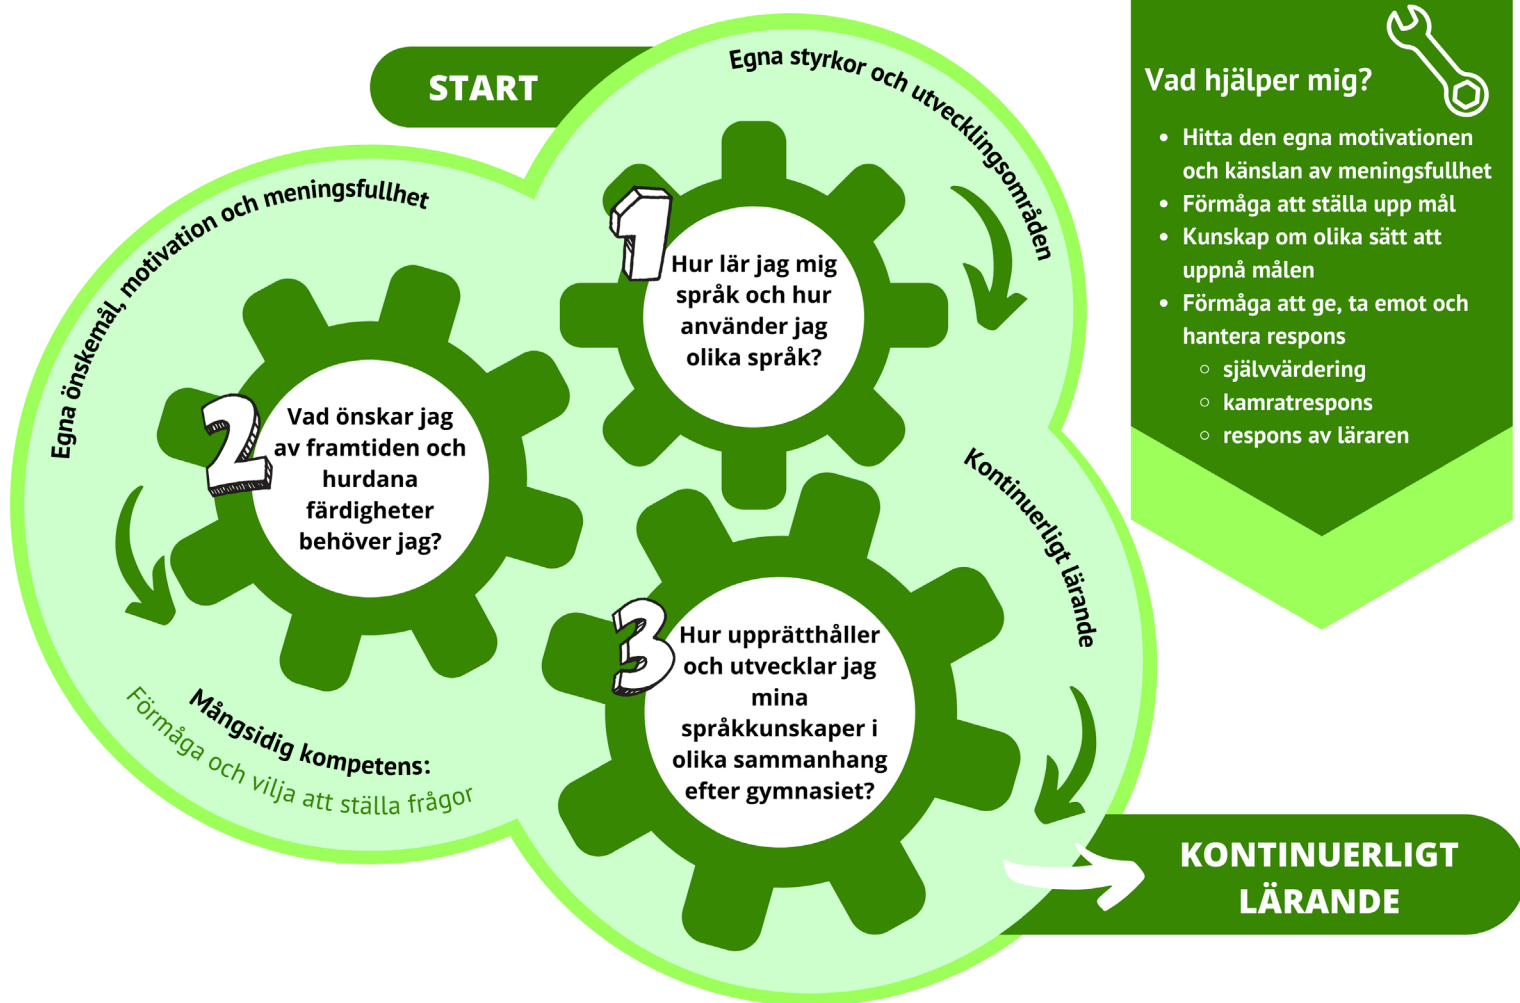 START
Egna styrkor och utvecklingsområden
1
Hur lär jag mig
språk och hur
använder jag
olika språk?
Egna önskemål, motivation och meningsfullhet
2
Vad önskar jag
av framtiden och
hurdana
färdigheter
behöver jag?
Mångsidig kompetens:
Förmåga och vilja att ställa frågor
Kontinuerligt lärande
3
Hur upprätthåller
och utvecklar jag
mina
språkkunskaper i
olika sammanhang
efter gymnasiet?
KONTINUERLIGT
LÄRANDE
Vad hjälper mig?
• Hitta den egna motivationen
och känslan av meningsfullhet
• Förmåga att ställa upp mål
• Kunskap om olika sätt att
uppnå målen
• Förmåga att ge, ta emot och
hantera respons
◦ självvärdering
◦ kamratrespons
◦ respons av läraren